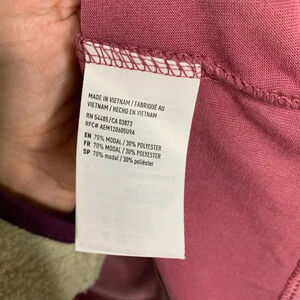 MADE IN VIETNAM / FABRIQUÉ AU
VIETNAM / HECHO EN VIETNAM
RN 54485/CA 03873
RFC# AEM120605U9A
EN 70% MODAL / 30% POLYESTER
FR 70% MODAL / 30% POLYESTER
SP 70% modal / 30% poliéster